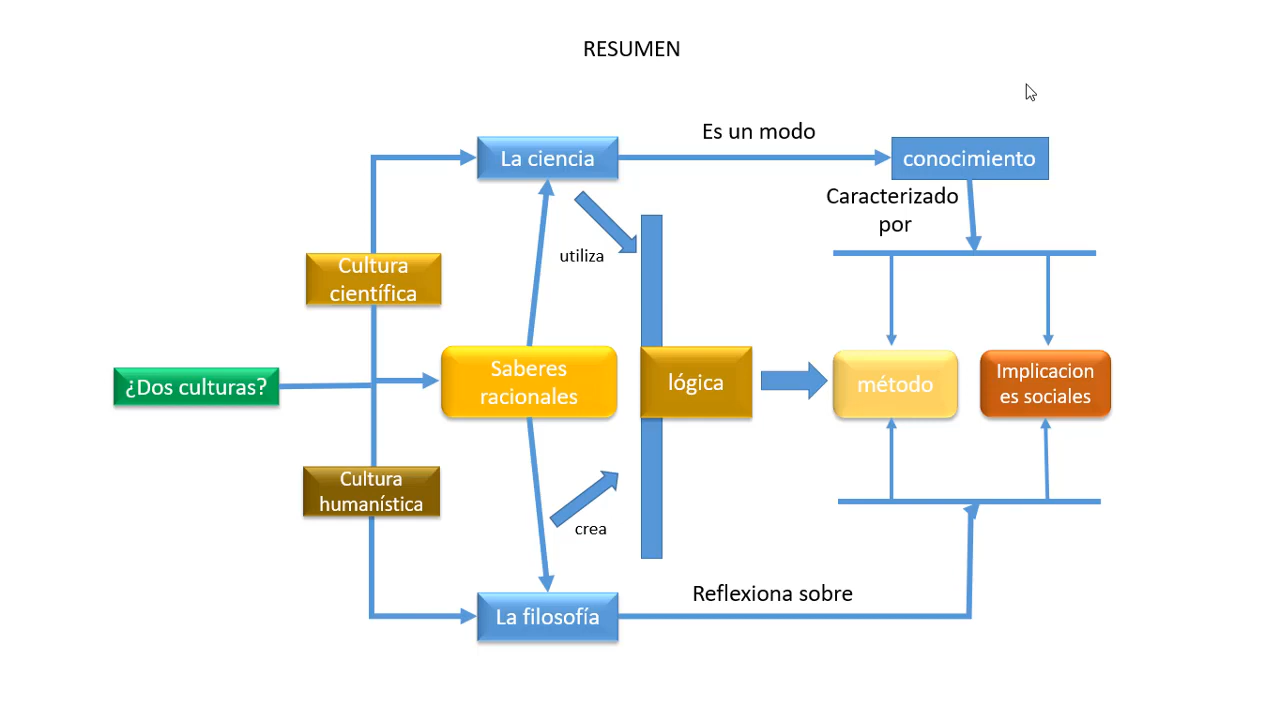 RESUMEN
Es un modo
La ciencia
conocimiento
Caracterizado
por
utiliza
Cultura
científica
¿Dos culturas?
Saberes
racionales
lógica
método
Implicacion
es sociales
Cultura
humanística
crea
Reflexiona sobre
La filosofía